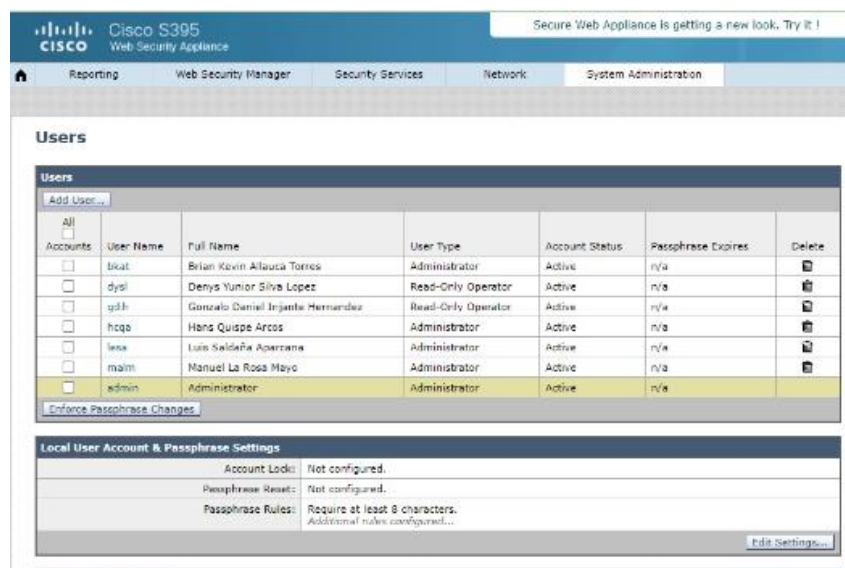 Secure Web Appliance is getting a new look. Try it !
CISCO Cisco S395
Web Security Appliance
Reporting Web Security Manager Security Services Network System Administration
Users
Users
Add User...
All
Accounts User Name Full Name User Type Account Status Passphrase Expires Delete
bkat Brian Kevin Allauca Torres Administrator Active n/a
dysl Denys Yunior Silva Lopez Read-Only Operator Active n/a
gdih Gonzalo Daniel Injante Hernandez Read-Only Operator Active n/a
hcqa Hans Quispe Arcos Administrator Active n/a
lesa Luis Saldaña Aparcana Administrator Active n/a
malm Manuel La Rosa Mayo Administrator Active n/a
admin Administrator Administrator Active n/a
Enforce Passphrase Changes
Local User Account & Passphrase Settings
Account Lock: Not configured.
Passphrase Reset: Not configured.
Passphrase Rules: Require at least 8 characters.
Additional rules configured...
Edit Settings...